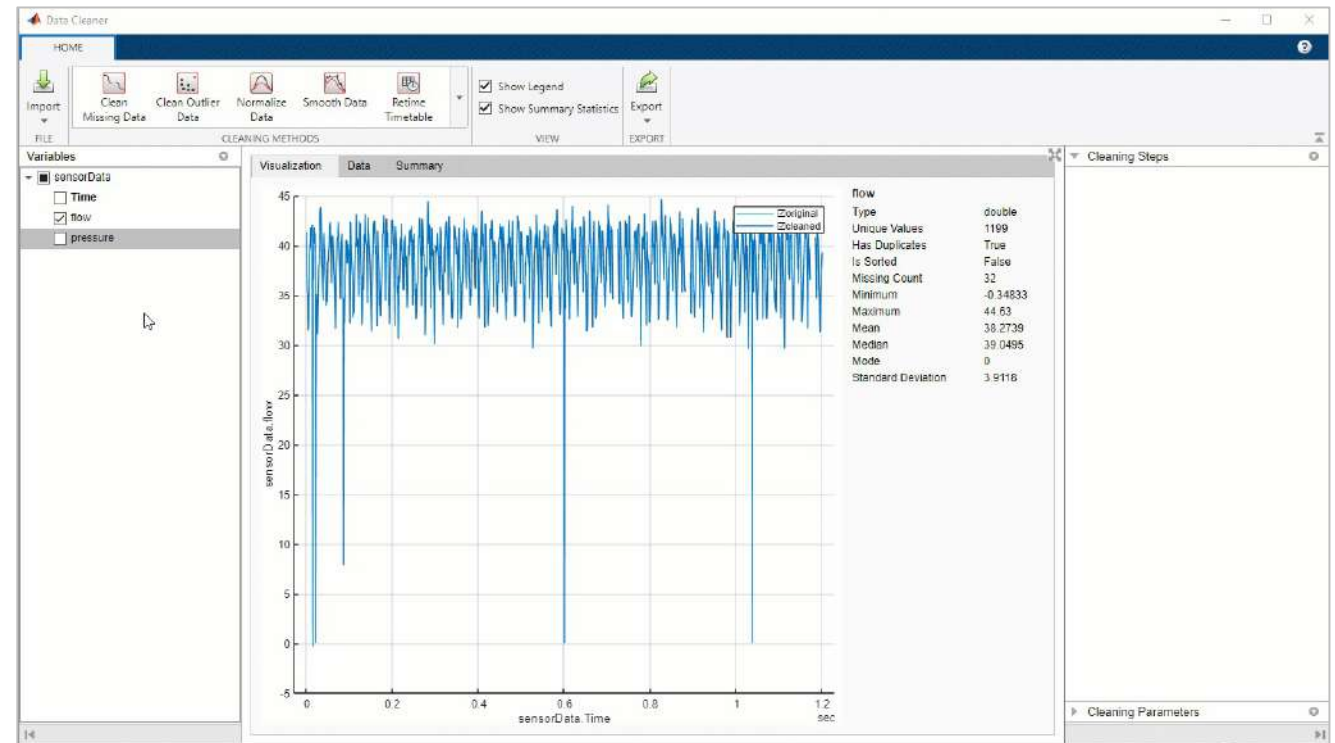 Data Cleaner
HOME
Import
Clean Missing Data
Clean Outlier Data
Normalize Data
Smooth Data
Retime Timetable
Show Legend
Show Summary Statistics
Export
FILE
CLEANING METHODS
VIEW
EXPORT
Variables
sensorData
Time
flow
pressure
Visualization Data Summary
45
40
35
30
25
20
15
10
5
0
-5
sensorData.flow
0 0.2 0.4 0.6 0.8 1 1.2
sensorData.Time
sec
original
cleaned
flow
Type double
Unique Values 1199
Has Duplicates True
Is Sorted False
Missing Count 32
Minimum -0.34833
Maximum 44.63
Mean 38.2739
Median 39.0495
Mode 0
Standard Deviation 3.9118
Cleaning Steps
Cleaning Parameters